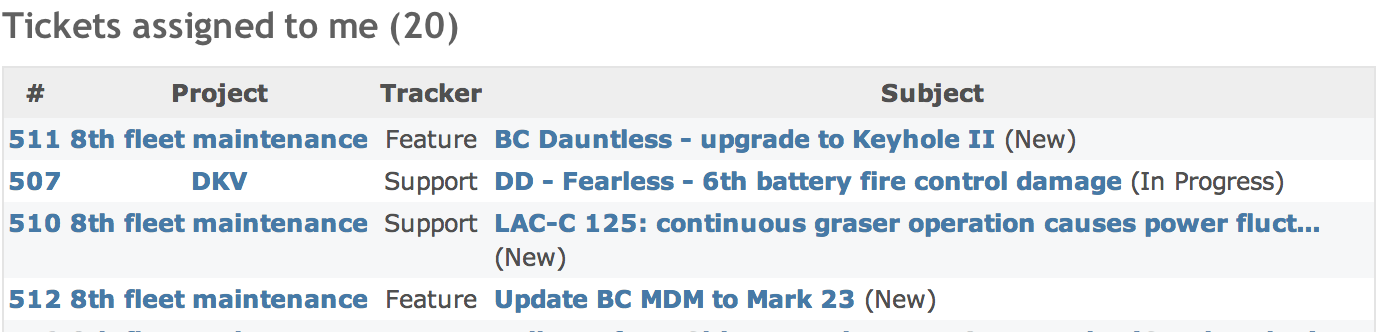 Tickets assigned to me (20)
# Project Tracker Subject
511 8th fleet maintenance Feature BC Dauntless - upgrade to Keyhole II (New)
507 DKV Support DD - Fearless - 6th battery fire control damage (In Progress)
510 8th fleet maintenance Support LAC-C 125: continuous graser operation causes power fluct...
(New)
512 8th fleet maintenance Feature Update BC MDM to Mark 23 (New)